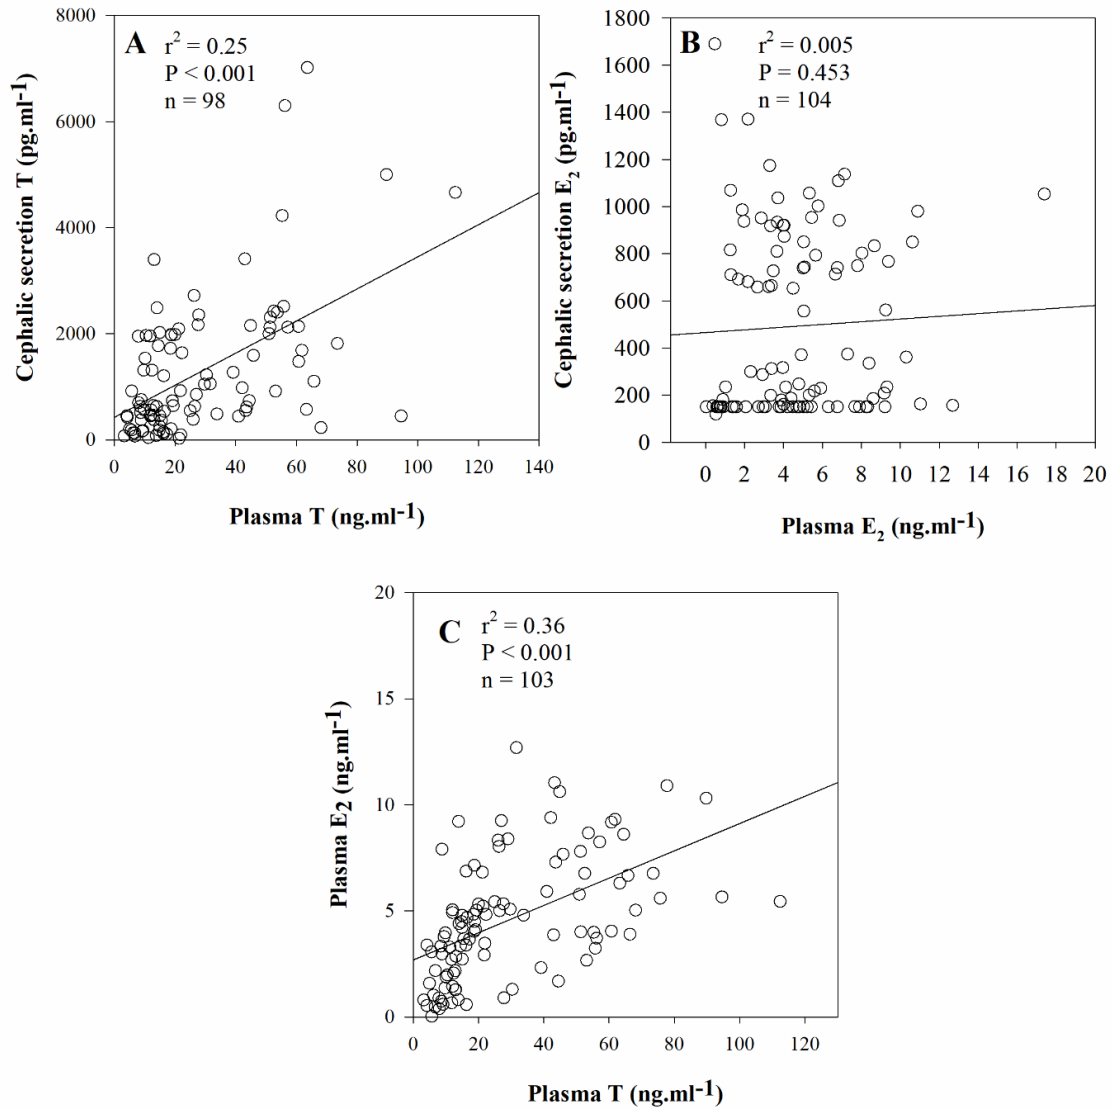 A
r² = 0.25
P < 0.001
n = 98
8000
6000
4000
2000
0
Cephalic secretion T (pg.ml⁻¹)
0 20 40 60 80 100 120 140
Plasma T (ng.ml⁻¹)
B
r² = 0.005
P = 0.453
n = 104
1800
1600
1400
1200
1000
800
600
400
200
0
Cephalic secretion E₂ (pg.ml⁻¹)
0 2 4 6 8 10 12 14 16 18 20
Plasma E₂ (ng.ml⁻¹)
C
r² = 0.36
P < 0.001
n = 103
20
15
10
5
0
Plasma E2 (ng.ml⁻¹)
0 20 40 60 80 100 120
Plasma T (ng.ml⁻¹)